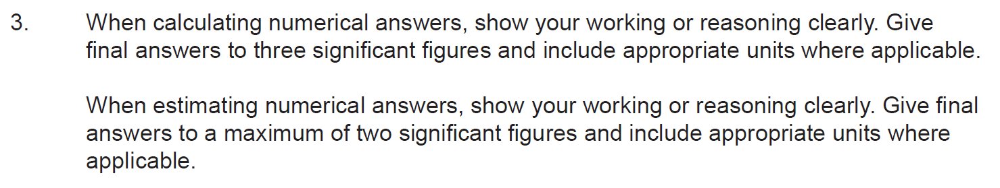 3. When calculating numerical answers, show your working or reasoning clearly. Give
final answers to three significant figures and include appropriate units where applicable.
When estimating numerical answers, show your working or reasoning clearly. Give final
answers to a maximum of two significant figures and include appropriate units where
applicable.